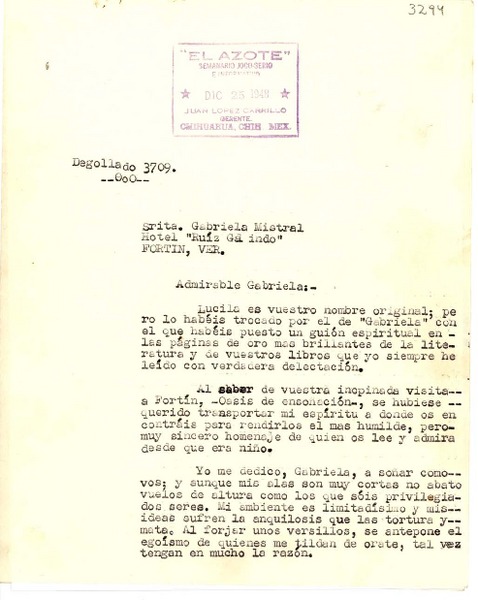 3294
"EL AZOTE"
SEMANARIO JOCO-SERIO
E INFORMATIVO
★ DIC 23 1948 ★
JUAN LOPEZ CARRILLO
GERENTE
CHIHUAHUA, CHIH. MEX.
Degollado 3709.
--OoO--
Srita. Gabriela Mistral
Hotel "Ruíz Galindo"
FORTIN, VER.
Admirable Gabriela:-
Lucila es vuestro nombre original; pe
ro lo habéis trocado por el de "Gabriela" con
el que habéis puesto un guión espiritual en-
las páginas de oro mas brillantes de la lite-
ratura y de vuestros libros que yo siempre he
leído con verdadera delectación.
Al saber de vuestra inopinada visita--
a Fortín, -Oasis de ensoñación-, se hubiese --
querido transportar mi espíritu a donde os en
contráis para rendirlos el mas humilde, pero-
muy sincero homenaje de quien os lee y admira
desde que era niño.
Yo me dedico, Gabriela, a soñar como--
vos; y aunque mis alas son muy cortas no abato
vuelos de altura como los que sóis privilegia-
dos seres. Mi ambiente es limitadísimo y mis-
ideas sufren la anquilosis que las tortura y--
mata. Al forjar unos versillos, se antepone el
egoísmo de quienes me tildan de orate, tal vez
tengan en mucho la razón.